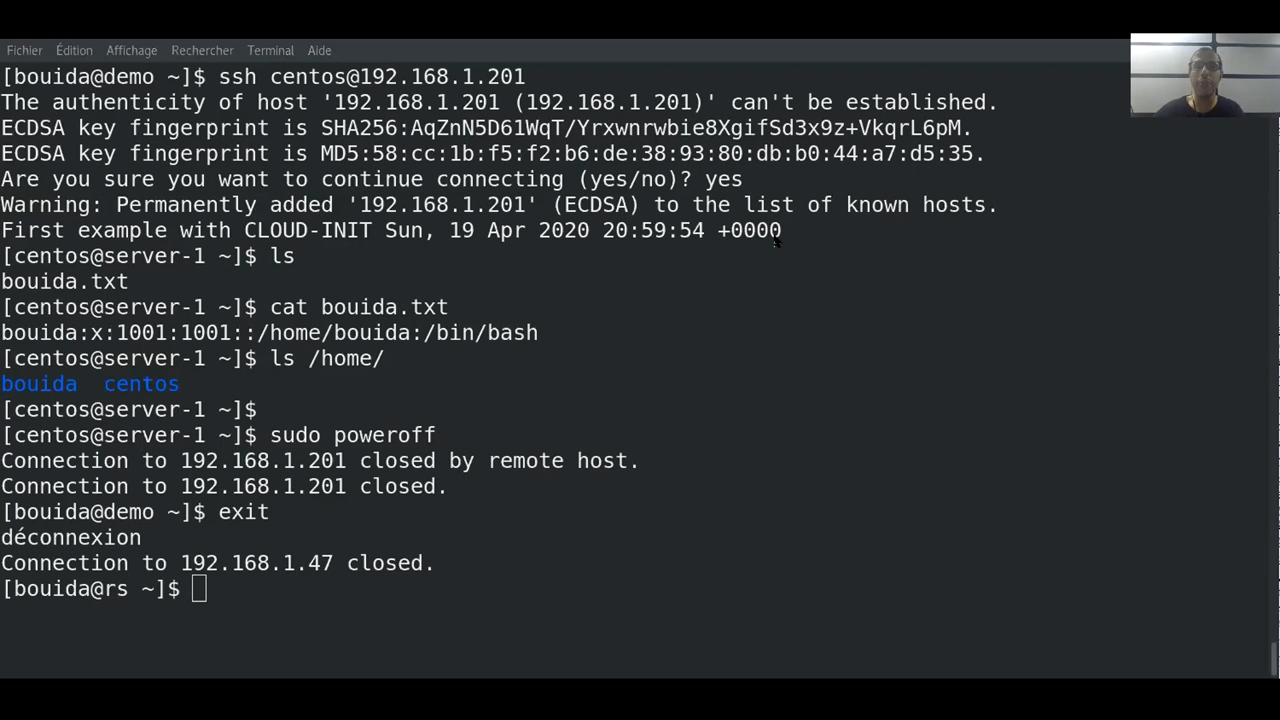 Fichier Édition Affichage Rechercher Terminal Aide
[bouida@demo ~]$ ssh centos@192.168.1.201
The authenticity of host '192.168.1.201 (192.168.1.201)' can't be established.
ECDSA key fingerprint is SHA256:AqZnN5D61WqT/Yrxwnrwbie8XgifSd3x9z+VkqrL6pM.
ECDSA key fingerprint is MD5:58:cc:1b:f5:f2:b6:de:38:93:80:db:b0:44:a7:d5:35.
Are you sure you want to continue connecting (yes/no)? yes
Warning: Permanently added '192.168.1.201' (ECDSA) to the list of known hosts.
First example with CLOUD-INIT Sun, 19 Apr 2020 20:59:54 +0000
[centos@server-1 ~]$ ls
bouida.txt
[centos@server-1 ~]$ cat bouida.txt
bouida:x:1001:1001::/home/bouida:/bin/bash
[centos@server-1 ~]$ ls /home/
bouida  centos
[centos@server-1 ~]$
[centos@server-1 ~]$ sudo poweroff
Connection to 192.168.1.201 closed by remote host.
Connection to 192.168.1.201 closed.
[bouida@demo ~]$ exit
déconnexion
Connection to 192.168.1.47 closed.
[bouida@rs ~]$